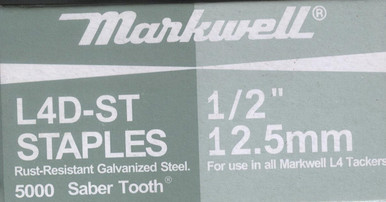 Markwell®
L4D-ST
STAPLES
Rust-Resistant Galvanized Steel.
5000 Saber Tooth®
1/2"
12.5mm
For use in all Markwell L4 Tackers